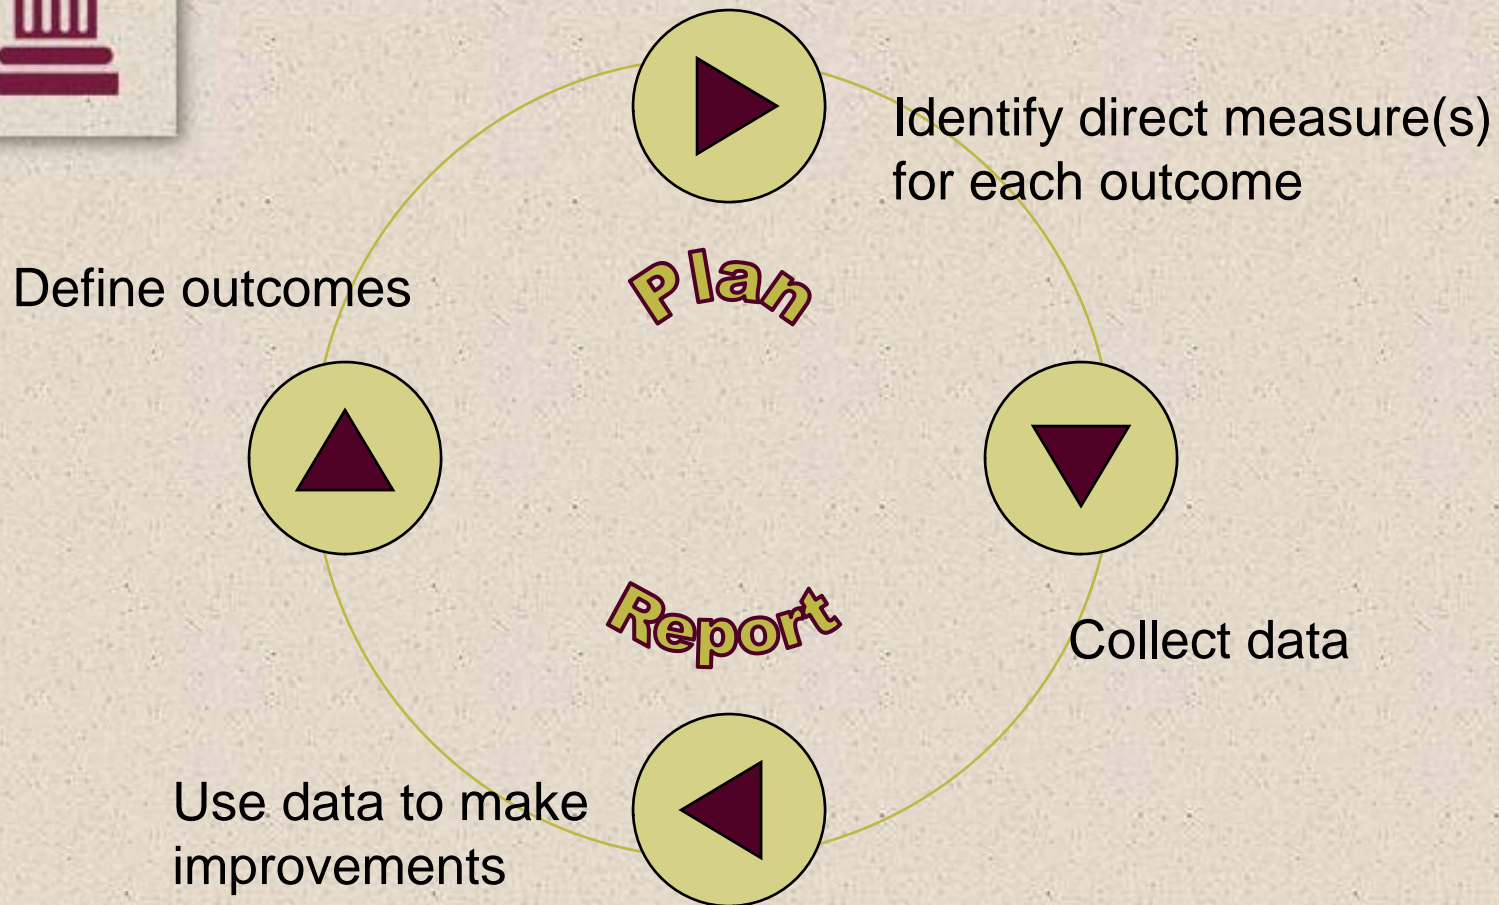 Identify direct measure(s)
for each outcome
Plan
Define outcomes
Report
Collect data
Use data to make
improvements